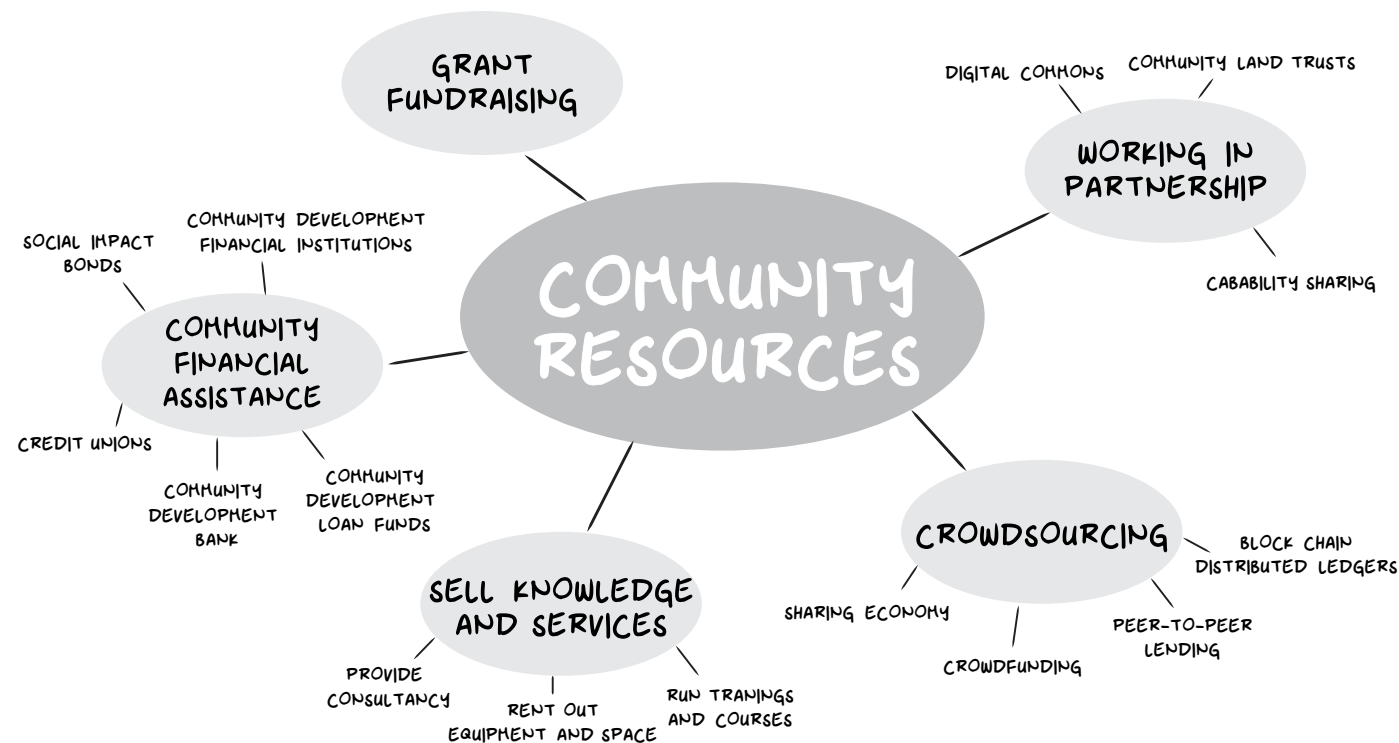 GRANT
FUNDRAISING
DIGITAL COMMONS
COMMUNITY LAND TRUSTS
WORKING IN
PARTNERSHIP
CABABILITY SHARING
COMMUNITY
RESOURCES
SOCIAL IMPACT
BONDS
COMMUNITY DEVELOPMENT
FINANCIAL INSTITUTIONS
COMMUNITY
FINANCIAL
ASSISTANCE
CREDIT UNIONS
COMMUNITY
DEVELOPMENT
BANK
COMMUNITY
DEVELOPMENT
LOAN FUNDS
SELL KNOWLEDGE
AND SERVICES
PROVIDE
CONSULTANCY
RENT OUT
EQUIPMENT AND SPACE
RUN TRANINGS
AND COURSES
CROWDSOURCING
SHARING ECONOMY
CROWDFUNDING
PEER-TO-PEER
LENDING
BLOCK CHAIN
DISTRIBUTED LEDGERS